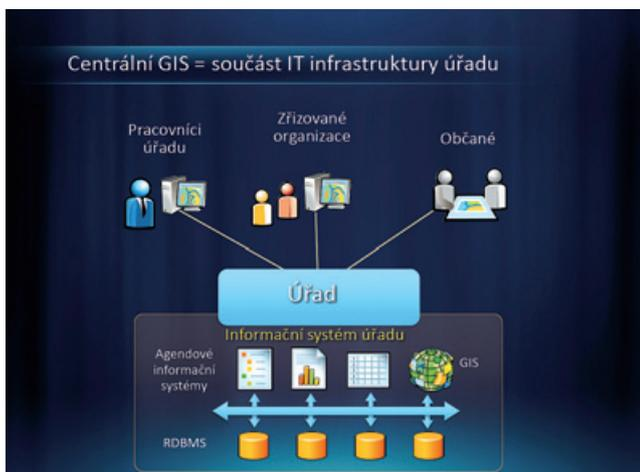 Centrální GIS = součást IT infrastruktury úřadu
Pracovníci
úřadu
Zřizované
organizace
Občané
Úřad
Informační systém úřadu
Agendové
informační
systémy
GIS
RDBMS